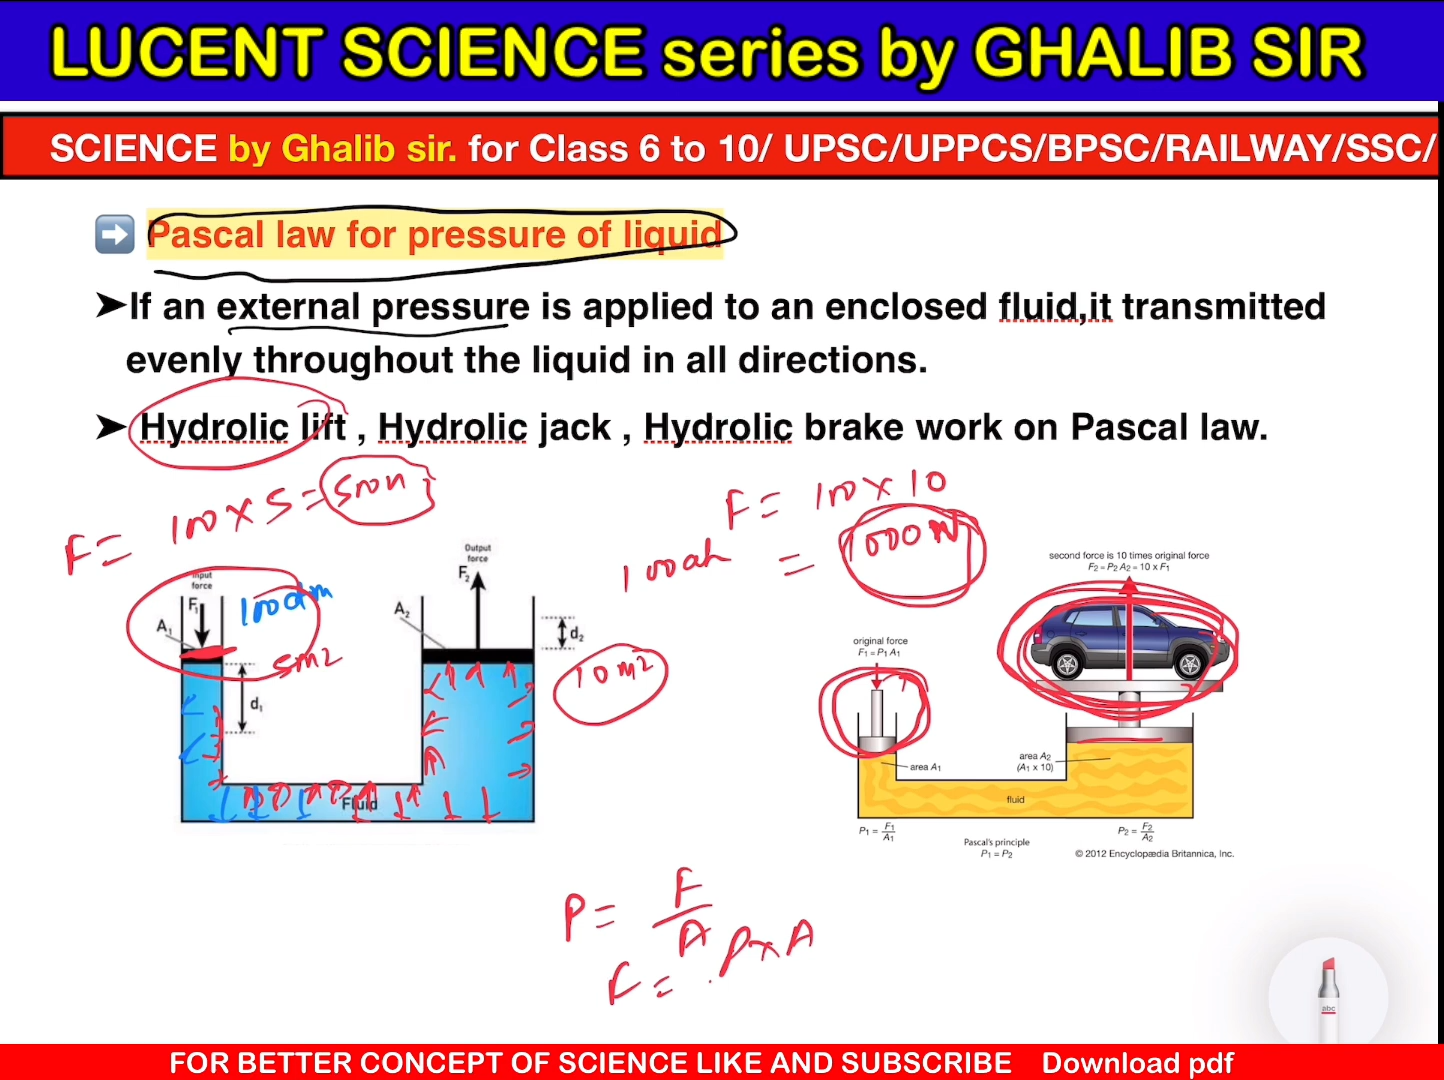 LUCENT SCIENCE series by GHALIB SIR
SCIENCE by Ghalib sir. for Class 6 to 10/ UPSC/UPPCS/BPSC/RAILWAY/SSC/
Pascal law for pressure of liquid
➤If an external pressure is applied to an enclosed fluid,it transmitted
evenly throughout the liquid in all directions.
➤ Hydrolic lift , Hydrolic jack , Hydrolic brake work on Pascal law.
F = 100 × 5 = 500n
F = 100 × 10
= 1000N
Input
force
F₁
A₁
5m2
d₁
Output
force
F₂
A₂
d₂
10m2
Fluid
second force is 10 times original force
F₂ = P₂ A₂ = 10 x F₁
original force
F₁ = P₁ A₁
area A₁
area A₂
(A₁ x 10)
fluid
P₁ = F₁/A₁
P₂ = F₂/A₂
Pascal's principle
P₁ = P₂
© 2012 Encyclopædia Britannica, Inc.
P = F/A
F = P×A
abc
FOR BETTER CONCEPT OF SCIENCE LIKE AND SUBSCRIBE Download pdf